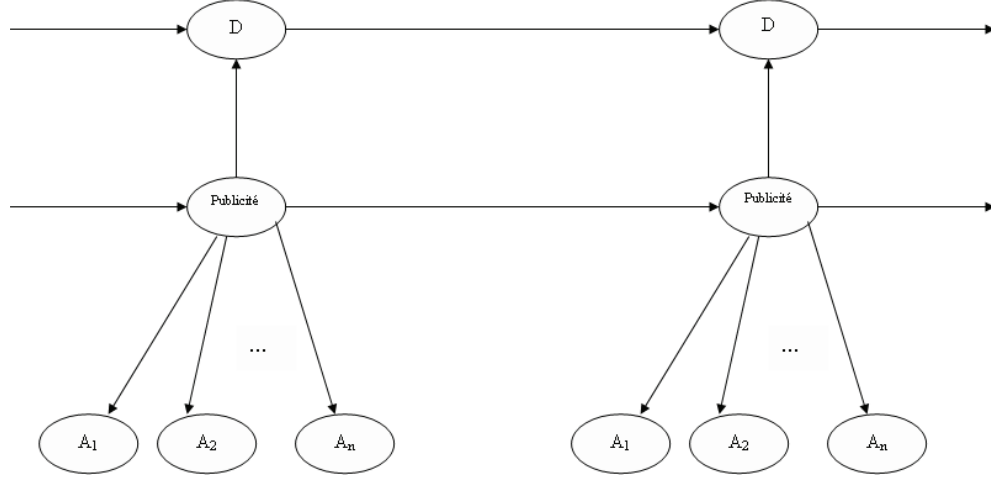 D D
Publicité Publicité
... ...
A1 A2 An A1 A2 An